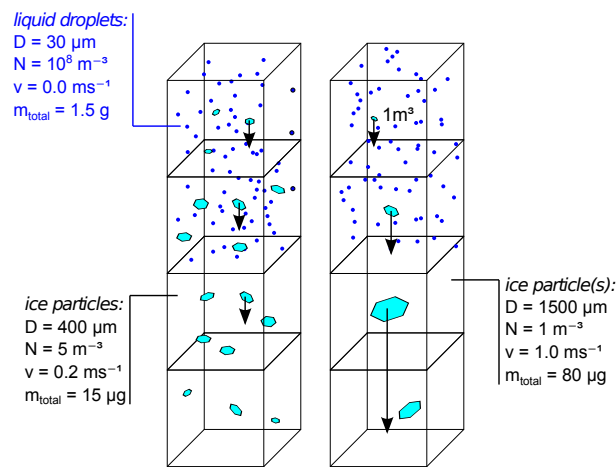 liquid droplets:
D = 30 µm
N = 10⁸ m⁻³
v = 0.0 ms⁻¹
m_total = 1.5 g
1m³
ice particles:
D = 400 µm
N = 5 m⁻³
v = 0.2 ms⁻¹
m_total = 15 µg
ice particle(s):
D = 1500 µm
N = 1 m⁻³
v = 1.0 ms⁻¹
m_total = 80 µg